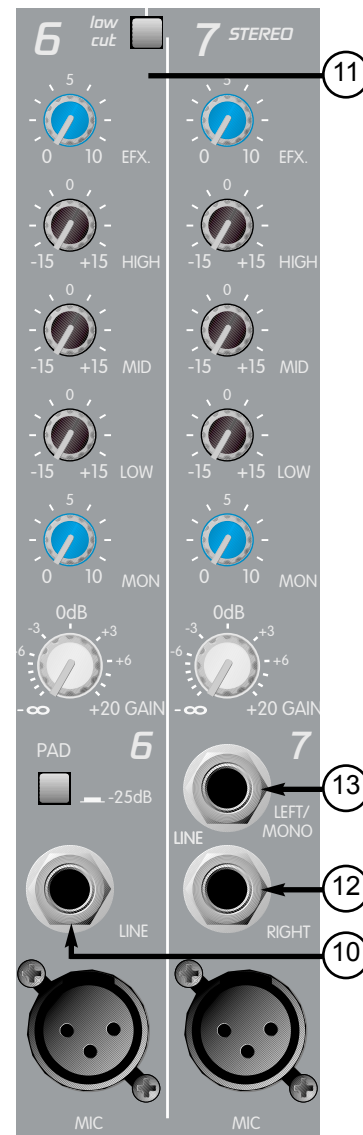 6 low cut 7 STEREO
11
5 5
0 10 EFX. 0 10 EFX.
0 0
-15 +15 HIGH -15 +15 HIGH
0 0
-15 +15 MID -15 +15 MID
0 0
-15 +15 LOW -15 +15 LOW
5 5
0 10 MON 0 10 MON
0dB 0dB
-3 +3 -3 +3
-6 +6 -6 +6
-∞ +20 GAIN -∞ +20 GAIN
PAD 6 7
-25dB
13
LEFT/
LINE MONO
12
LINE RIGHT
10
MIC MIC